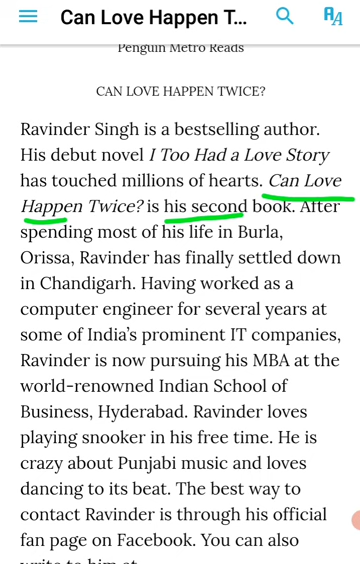 Can Love Happen T...
Penguin Metro Reads
CAN LOVE HAPPEN TWICE?
Ravinder Singh is a bestselling author.
His debut novel I Too Had a Love Story
has touched millions of hearts. Can Love
Happen Twice? is his second book. After
spending most of his life in Burla,
Orissa, Ravinder has finally settled down
in Chandigarh. Having worked as a
computer engineer for several years at
some of India's prominent IT companies,
Ravinder is now pursuing his MBA at the
world-renowned Indian School of
Business, Hyderabad. Ravinder loves
playing snooker in his free time. He is
crazy about Punjabi music and loves
dancing to its beat. The best way to
contact Ravinder is through his official
fan page on Facebook. You can also
write to him at